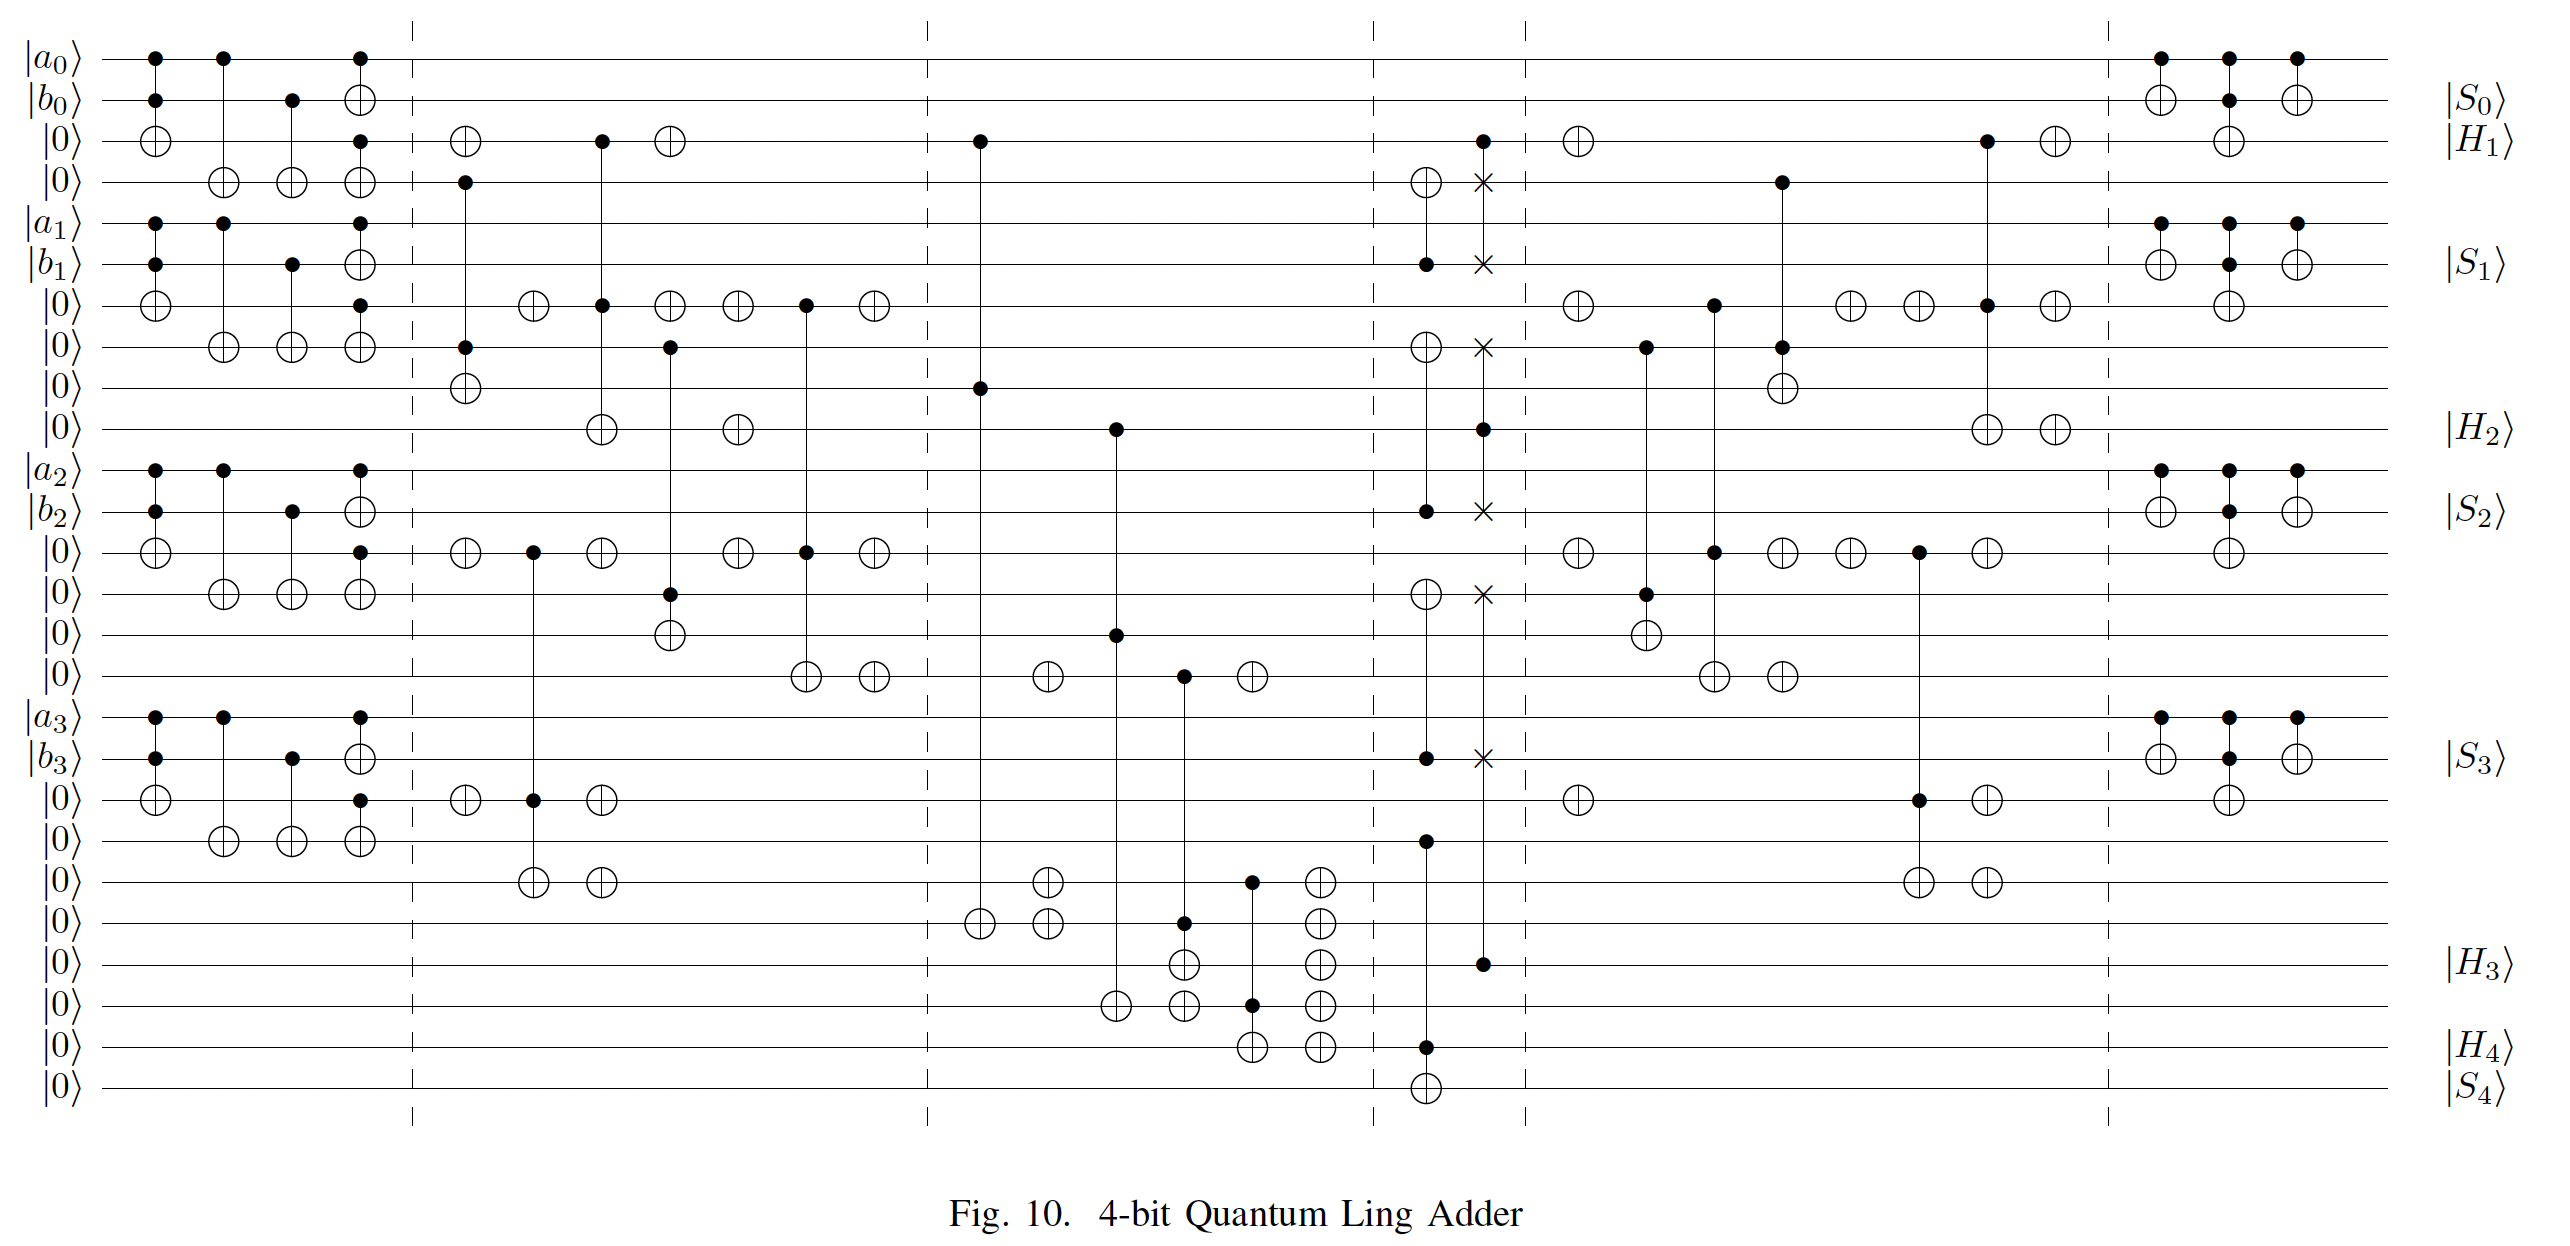 |a₀⟩
|b₀⟩ |S₀⟩
|0⟩ |H₁⟩
|0⟩
|a₁⟩
|b₁⟩ |S₁⟩
|0⟩
|0⟩
|0⟩
|0⟩ |H₂⟩
|a₂⟩
|b₂⟩ |S₂⟩
|0⟩
|0⟩
|0⟩
|0⟩
|a₃⟩
|b₃⟩ |S₃⟩
|0⟩
|0⟩
|0⟩
|0⟩
|0⟩ |H₃⟩
|0⟩
|0⟩ |H₄⟩
|0⟩ |S₄⟩
Fig. 10. 4-bit Quantum Ling Adder